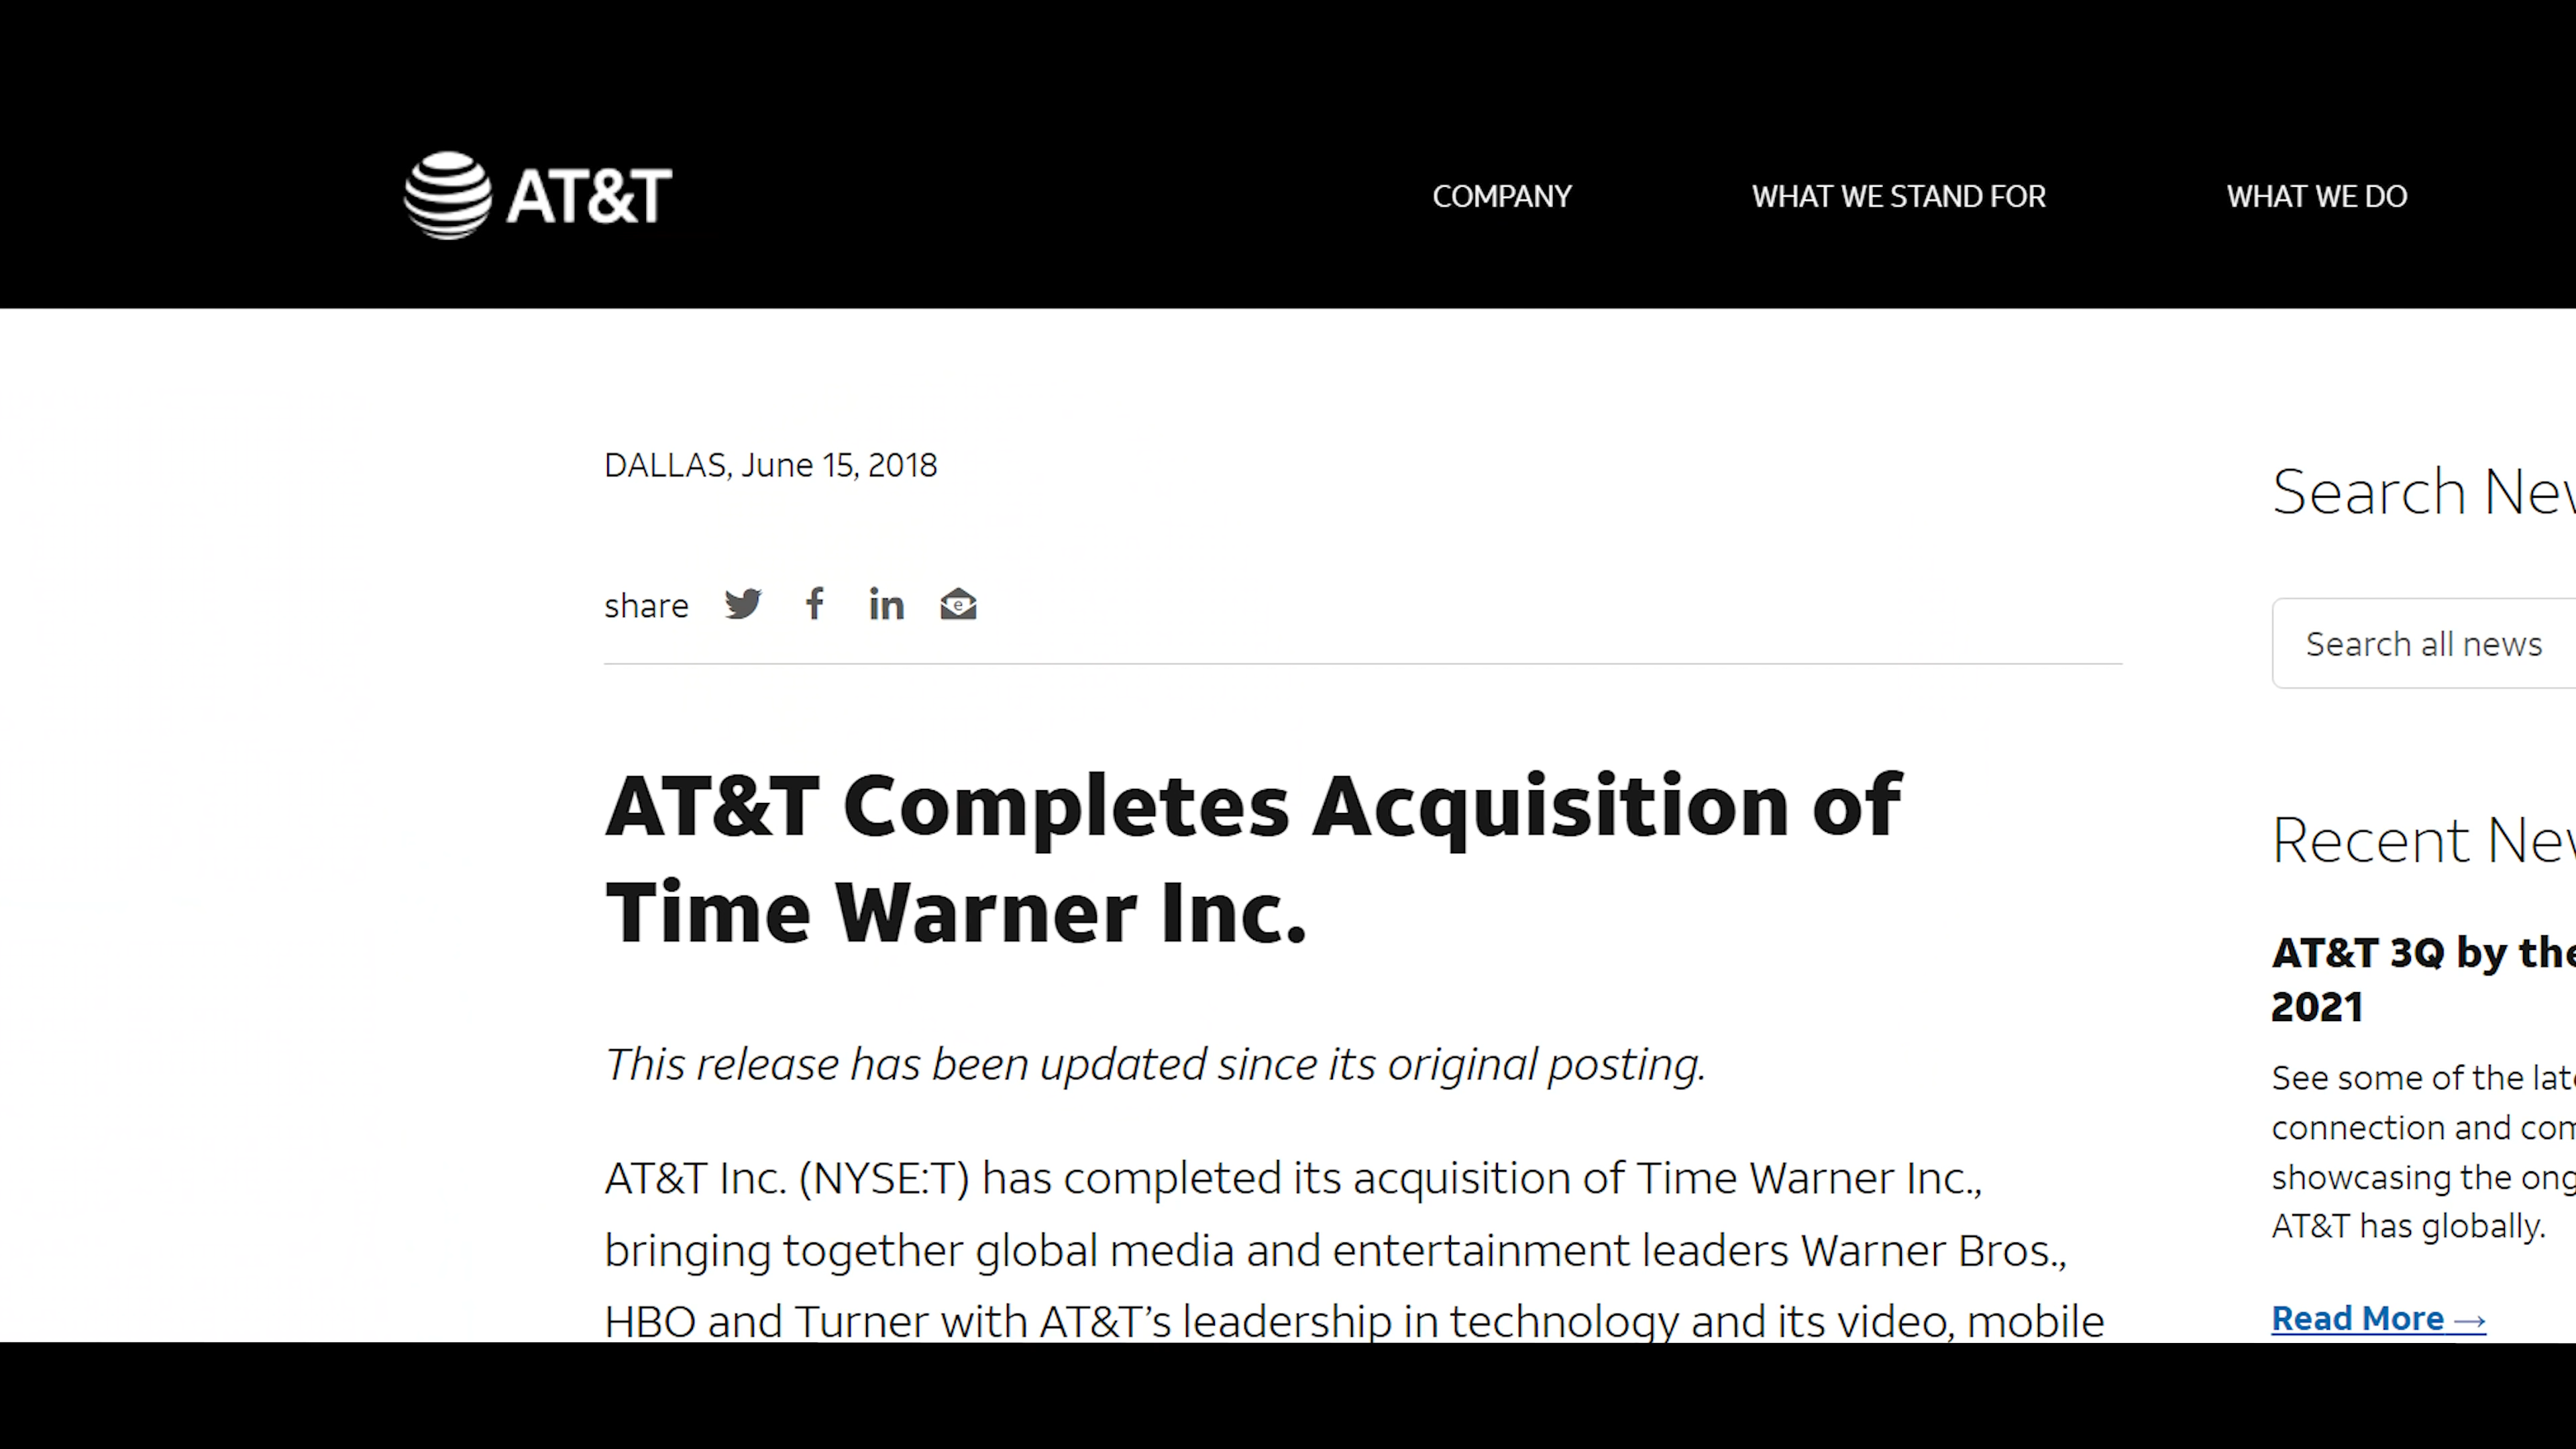 AT&T
COMPANY
WHAT WE STAND FOR
WHAT WE DO
DALLAS, June 15, 2018
share
AT&T Completes Acquisition of
Time Warner Inc.
This release has been updated since its original posting.
AT&T Inc. (NYSE:T) has completed its acquisition of Time Warner Inc.,
bringing together global media and entertainment leaders Warner Bros.,
HBO and Turner with AT&T’s leadership in technology and its video, mobile
Search
Search all news
Recent
AT&T 3Q by the
2021
See some of the
connection and
showcasing the
AT&T has globally.
Read More →